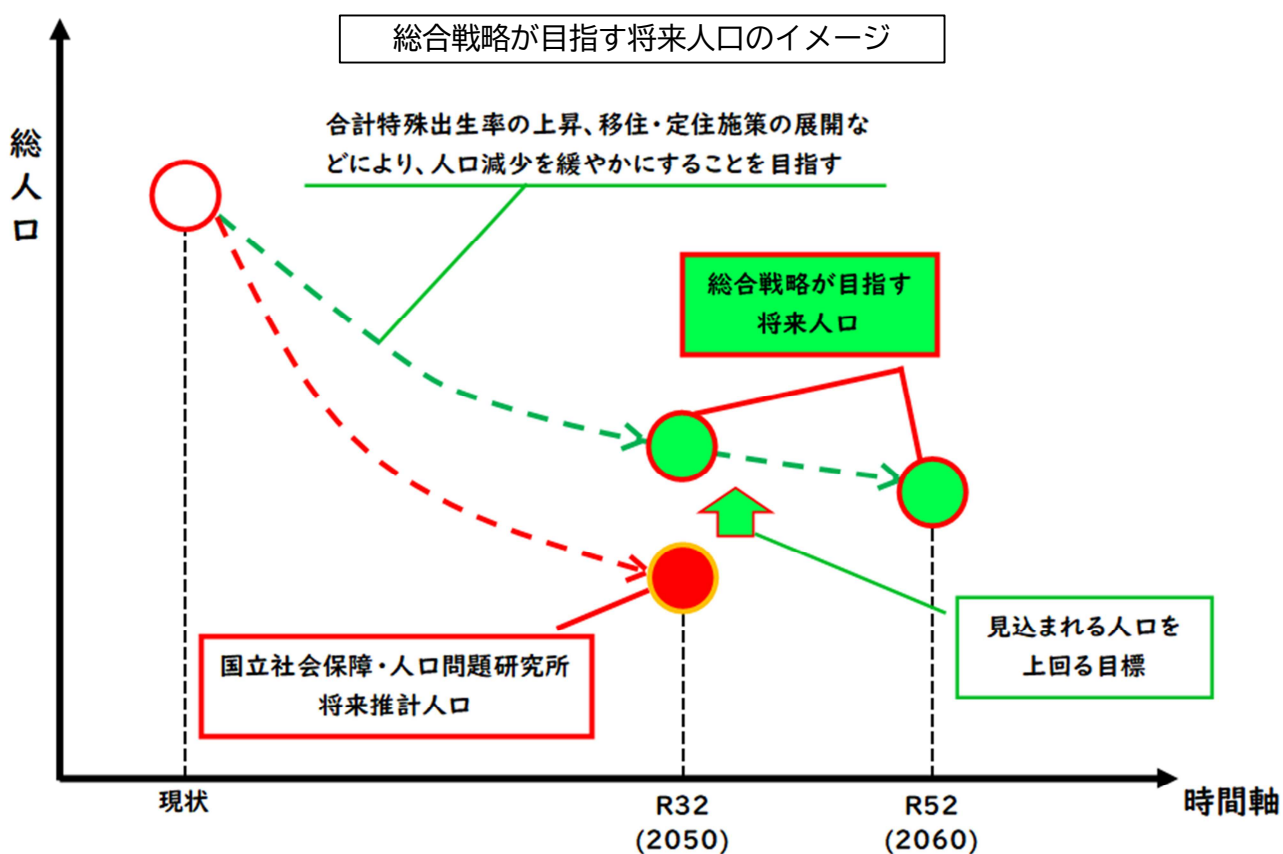 総合戦略が目指す将来人口のイメージ
総人口
合計特殊出生率の上昇、移住・定住施策の展開な
どにより、人口減少を緩やかにすることを目指す
総合戦略が目指す
将来人口
見込まれる人口を
上回る目標
国立社会保障・人口問題研究所
将来推計人口
現状
R32
(2050)
R52
(2060)
時間軸